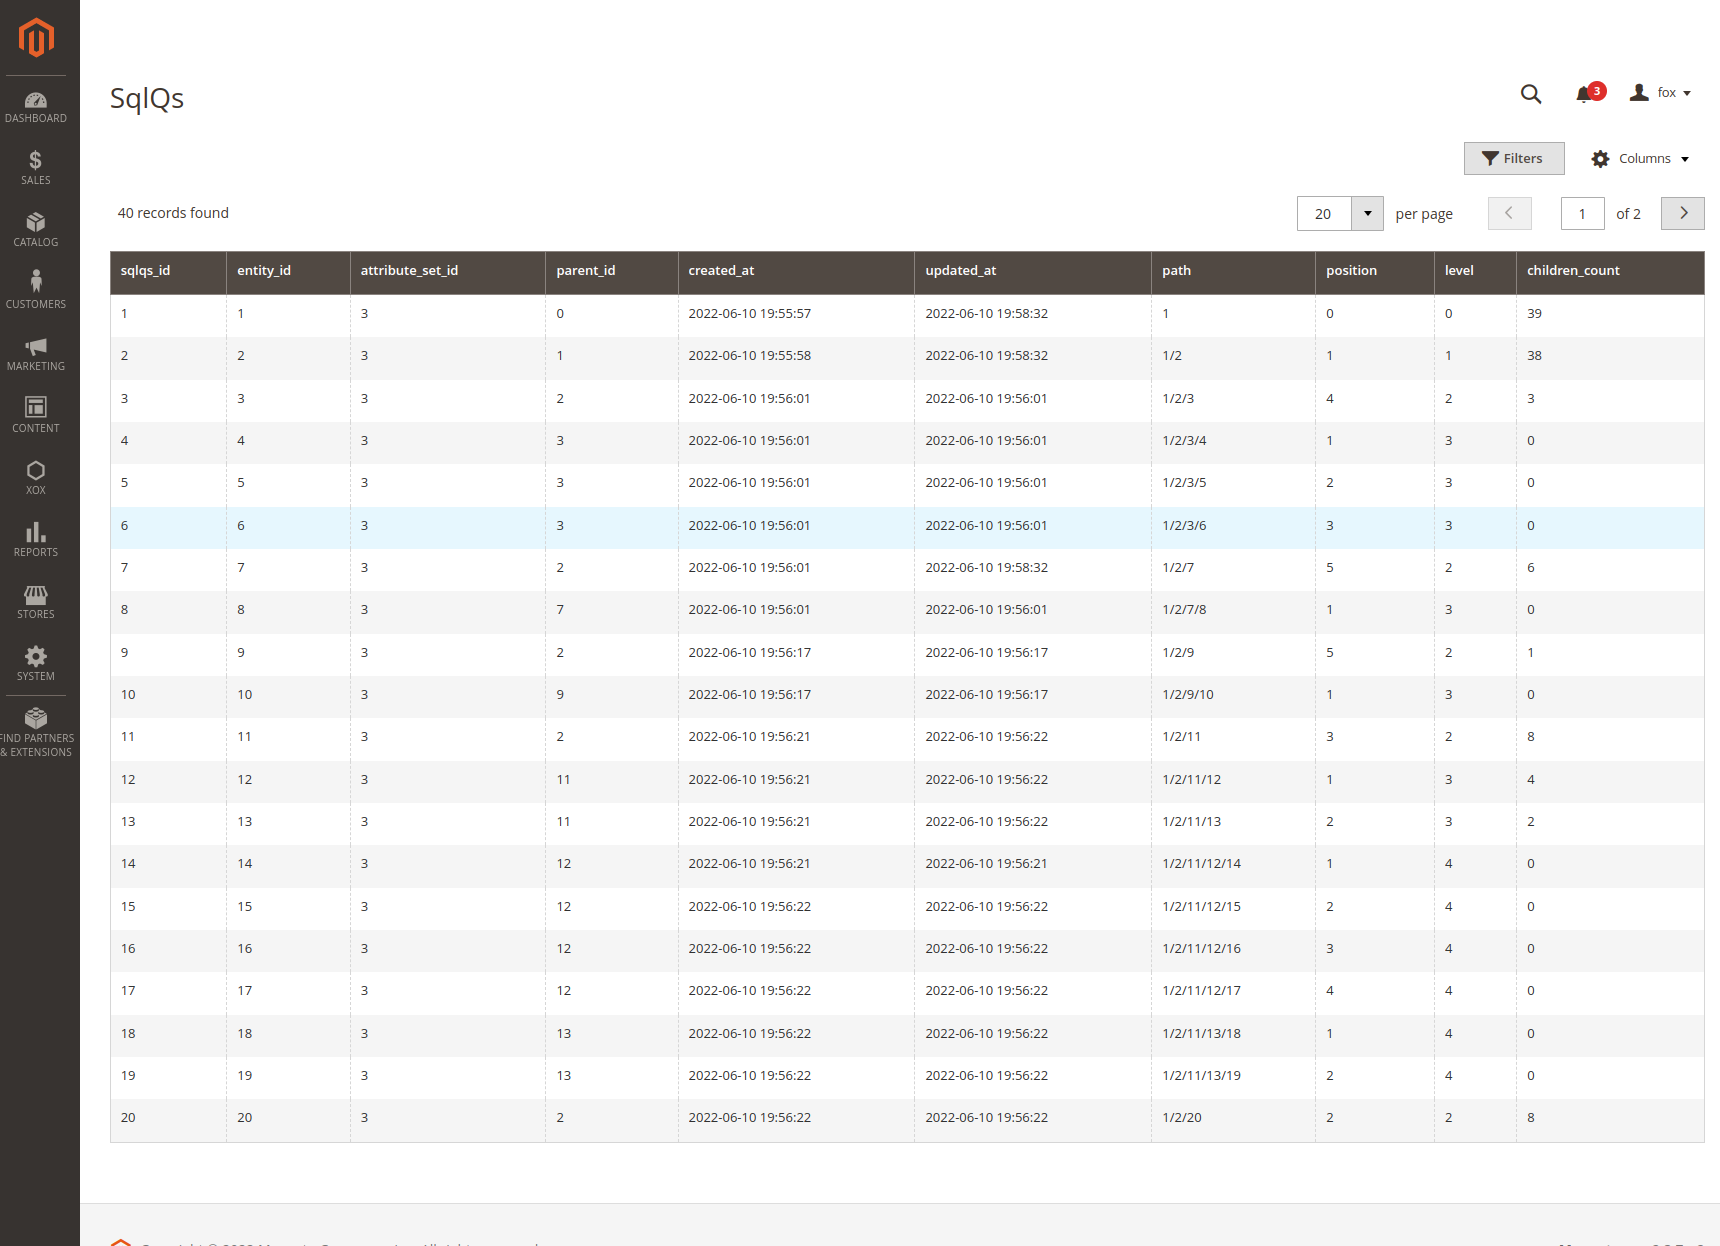 SqlQs
3
fox
DASHBOARD
SALES
CATALOG
CUSTOMERS
MARKETING
CONTENT
XOX
REPORTS
STORES
SYSTEM
FIND PARTNERS
& EXTENSIONS
Filters
Columns
40 records found
20 per page 1 of 2
sqlqs_id entity_id attribute_set_id parent_id created_at updated_at path position level children_count
1 1 3 0 2022-06-10 19:55:57 2022-06-10 19:58:32 1 0 0 39
2 2 3 1 2022-06-10 19:55:58 2022-06-10 19:58:32 1/2 1 1 38
3 3 3 2 2022-06-10 19:56:01 2022-06-10 19:56:01 1/2/3 4 2 3
4 4 3 3 2022-06-10 19:56:01 2022-06-10 19:56:01 1/2/3/4 1 3 0
5 5 3 3 2022-06-10 19:56:01 2022-06-10 19:56:01 1/2/3/5 2 3 0
6 6 3 3 2022-06-10 19:56:01 2022-06-10 19:56:01 1/2/3/6 3 3 0
7 7 3 2 2022-06-10 19:56:01 2022-06-10 19:58:32 1/2/7 5 2 6
8 8 3 7 2022-06-10 19:56:01 2022-06-10 19:56:01 1/2/7/8 1 3 0
9 9 3 2 2022-06-10 19:56:17 2022-06-10 19:56:17 1/2/9 5 2 1
10 10 3 9 2022-06-10 19:56:17 2022-06-10 19:56:17 1/2/9/10 1 3 0
11 11 3 2 2022-06-10 19:56:21 2022-06-10 19:56:22 1/2/11 3 2 8
12 12 3 11 2022-06-10 19:56:21 2022-06-10 19:56:22 1/2/11/12 1 3 4
13 13 3 11 2022-06-10 19:56:21 2022-06-10 19:56:22 1/2/11/13 2 3 2
14 14 3 12 2022-06-10 19:56:21 2022-06-10 19:56:21 1/2/11/12/14 1 4 0
15 15 3 12 2022-06-10 19:56:22 2022-06-10 19:56:22 1/2/11/12/15 2 4 0
16 16 3 12 2022-06-10 19:56:22 2022-06-10 19:56:22 1/2/11/12/16 3 4 0
17 17 3 12 2022-06-10 19:56:22 2022-06-10 19:56:22 1/2/11/12/17 4 4 0
18 18 3 13 2022-06-10 19:56:22 2022-06-10 19:56:22 1/2/11/13/18 1 4 0
19 19 3 13 2022-06-10 19:56:22 2022-06-10 19:56:22 1/2/11/13/19 2 4 0
20 20 3 2 2022-06-10 19:56:22 2022-06-10 19:56:22 1/2/20 2 2 8